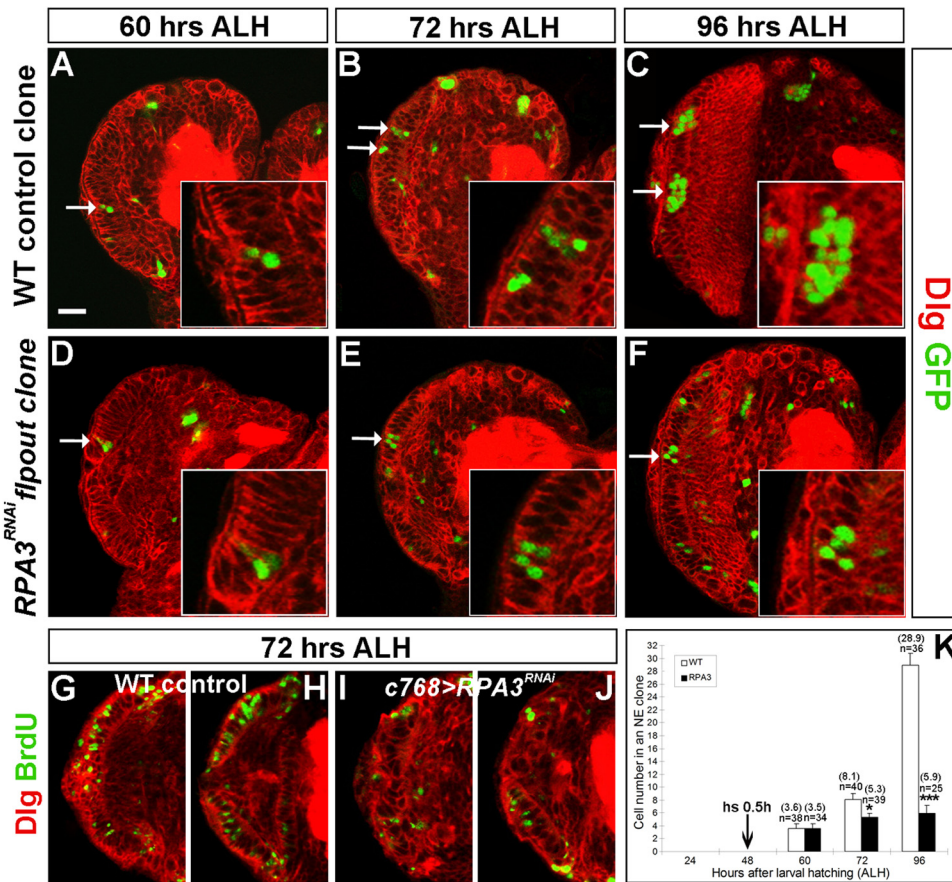 60 hrs ALH
72 hrs ALH
96 hrs ALH
WT control clone
A
B
C
RPA3RNAi flpout clone
D
E
F
Dlg GFP
72 hrs ALH
G
WT control
H
I
c768>RPA3RNAi
J
Dlg BrdU
K
Cell number in an NE clone
32
30
28
26
24
22
20
18
16
14
12
10
8
6
4
2
0
WT
RPA3
hs 0.5h
(3.6)
n=38
(3.5)
n=34
(8.1)
n=40
(5.3)
n=39
*
(28.9)
n=36
(5.9)
n=25
***
24
48
60
72
96
Hours after larval hatching (ALH)